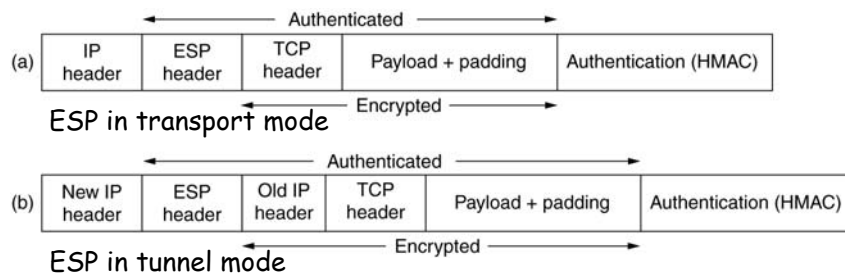 Authenticated
(a) IP header ESP header TCP header Payload + padding Authentication (HMAC)
Encrypted
ESP in transport mode
Authenticated
(b) New IP header ESP header Old IP header TCP header Payload + padding Authentication (HMAC)
Encrypted
ESP in tunnel mode